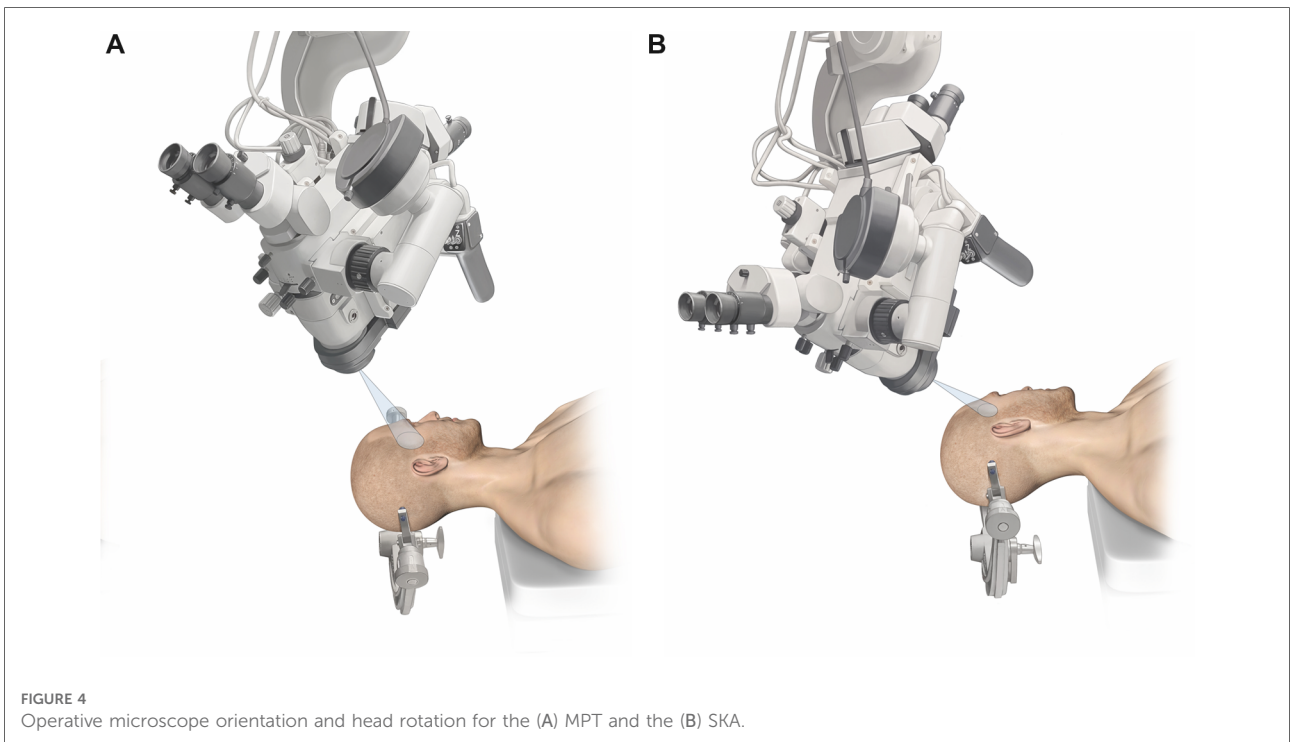 A
B
FIGURE 4
Operative microscope orientation and head rotation for the (A) MPT and the (B) SKA.